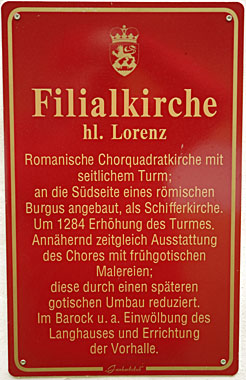 Filialkirche
hl. Lorenz
Romanische Chorquadratkirche mit
seitlichem Turm;
an die Südseite eines römischen
Burgus angebaut, als Schifferkirche.
Um 1284 Erhöhung des Turmes.
Annähernd zeitgleich Ausstattung
des Chores mit frühgotischen
Malereien;
diese durch einen späteren
gotischen Umbau reduziert.
Im Barock u. a. Einwölbung des
Langhauses und Errichtung
der Vorhalle.